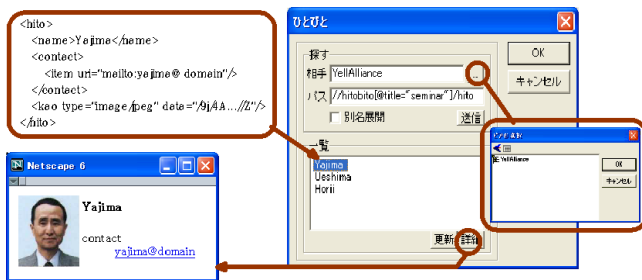 <hito>
<name>Yajima</name>
<contact>
<item uri="mailto:yajima@domain"/>
</contact>
<kao type="image/jpeg" data="/9j/4A...//Z"/>
</hito>
ひとびと
探す
相手 YellAlliance ..
パス //hitobito[@title="seminar"]/hito
別名展開 送信
一覧
Yajima
Ueshima
Horii
更新 詳細
OK
キャンセル
YellAlliance
OK
キャンセル
Netscape 6
Yajima
contact
yajima@domain